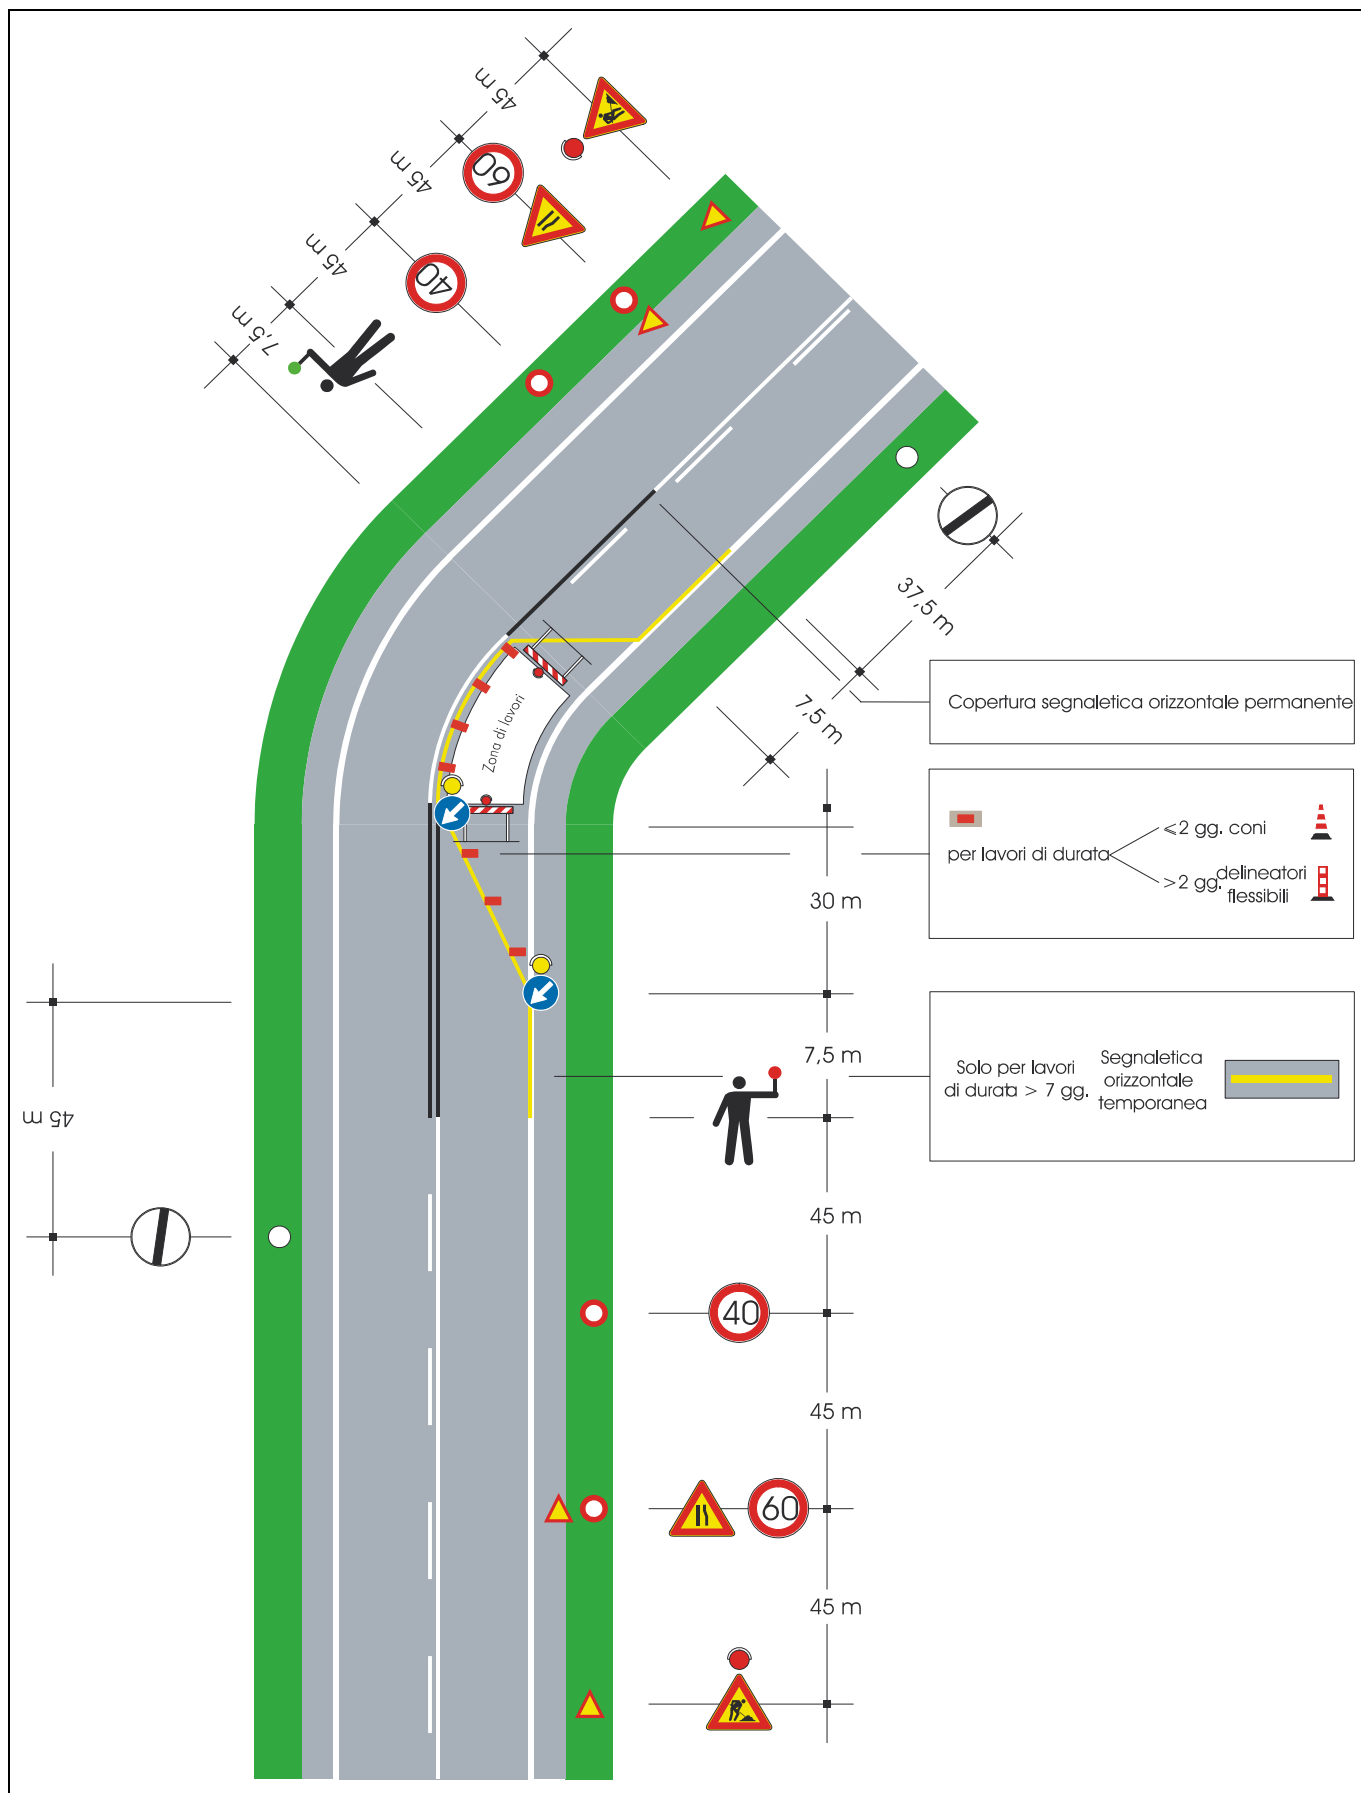 45 m
60
45 m
40
45 m
7,5 m
37,5 m
7,5 m
Copertura segnaletica orizzontale permanente
Zona di lavori
per lavori di durata
⩽2 gg. coni
>2 gg. delineatori
flessibili
30 m
7,5 m
Solo per lavori
di durata > 7 gg.
Segnaletica
orizzontale
temporanea
45 m
45 m
40
45 m
60
45 m